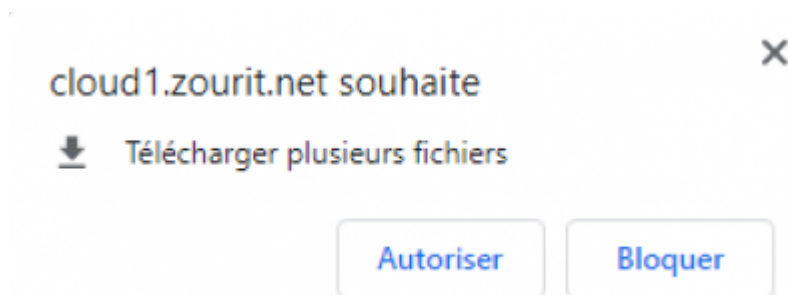 cloud1.zourit.net souhaite
Télécharger plusieurs fichiers
Autoriser
Bloquer